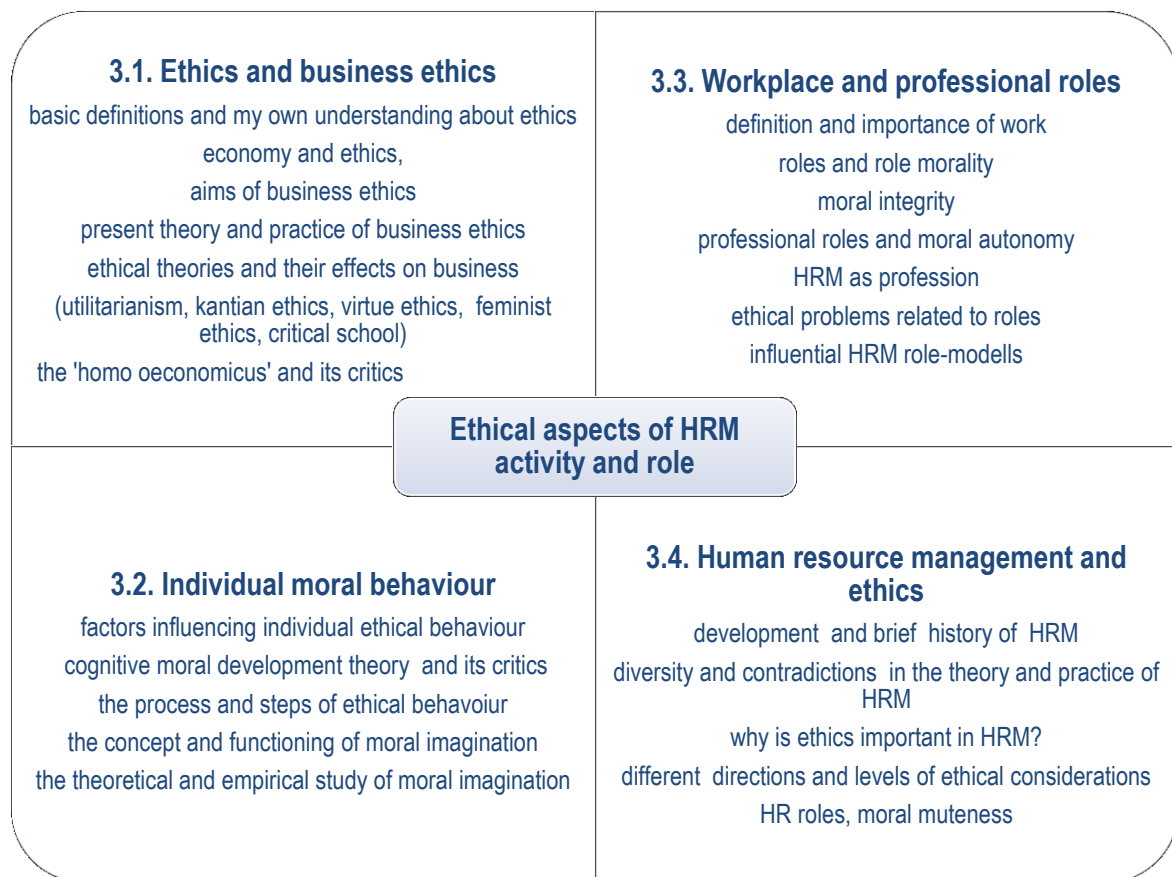 3.1. Ethics and business ethics
basic definitions and my own understanding about ethics
economy and ethics,
aims of business ethics
present theory and practice of business ethics
ethical theories and their effects on business
(utilitarianism, kantian ethics, virtue ethics, feminist
ethics, critical school)
the 'homo oeconomicus' and its critics
3.3. Workplace and professional roles
definition and importance of work
roles and role morality
moral integrity
professional roles and moral autonomy
HRM as profession
ethical problems related to roles
influential HRM role-modells
Ethical aspects of HRM
activity and role
3.2. Individual moral behaviour
factors influencing individual ethical behaviour
cognitive moral development theory and its critics
the process and steps of ethical behavoiur
the concept and functioning of moral imagination
the theoretical and empirical study of moral imagination
3.4. Human resource management and
ethics
development and brief history of HRM
diversity and contradictions in the theory and practice of
HRM
why is ethics important in HRM?
different directions and levels of ethical considerations
HR roles, moral muteness